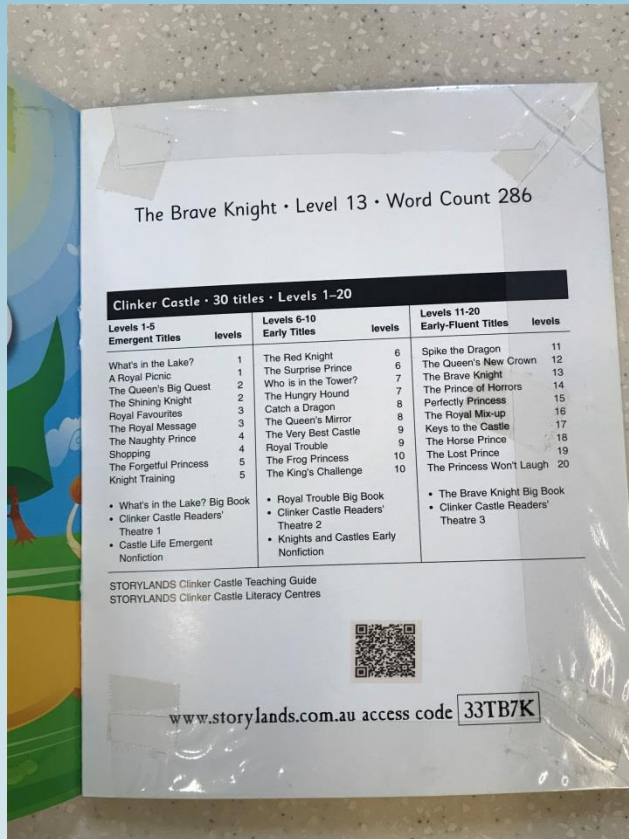 The Brave Knight • Level 13 • Word Count 286
Clinker Castle • 30 titles • Levels 1–20
Levels 1-5
Emergent Titles levels
What's in the Lake? 1
A Royal Picnic 1
The Queen's Big Quest 2
The Shining Knight 2
Royal Favourites 3
The Royal Message 3
The Naughty Prince 4
Shopping 4
The Forgetful Princess 5
Knight Training 5
• What's in the Lake? Big Book
• Clinker Castle Readers'
Theatre 1
• Castle Life Emergent
Nonfiction
Levels 6-10
Early Titles levels
The Red Knight 6
The Surprise Prince 6
Who is in the Tower? 7
The Hungry Hound 7
Catch a Dragon 8
The Queen's Mirror 8
The Very Best Castle 9
Royal Trouble 9
The Frog Princess 10
The King's Challenge 10
• Royal Trouble Big Book
• Clinker Castle Readers'
Theatre 2
• Knights and Castles Early
Nonfiction
Levels 11-20
Early-Fluent Titles levels
Spike the Dragon 11
The Queen's New Crown 12
The Brave Knight 13
The Prince of Horrors 14
Perfectly Princess 15
The Royal Mix-up 16
Keys to the Castle 17
The Horse Prince 18
The Lost Prince 19
The Princess Won't Laugh 20
• The Brave Knight Big Book
• Clinker Castle Readers'
Theatre 3
STORYLANDS Clinker Castle Teaching Guide
STORYLANDS Clinker Castle Literacy Centres
www.storylands.com.au access code 33TB7K